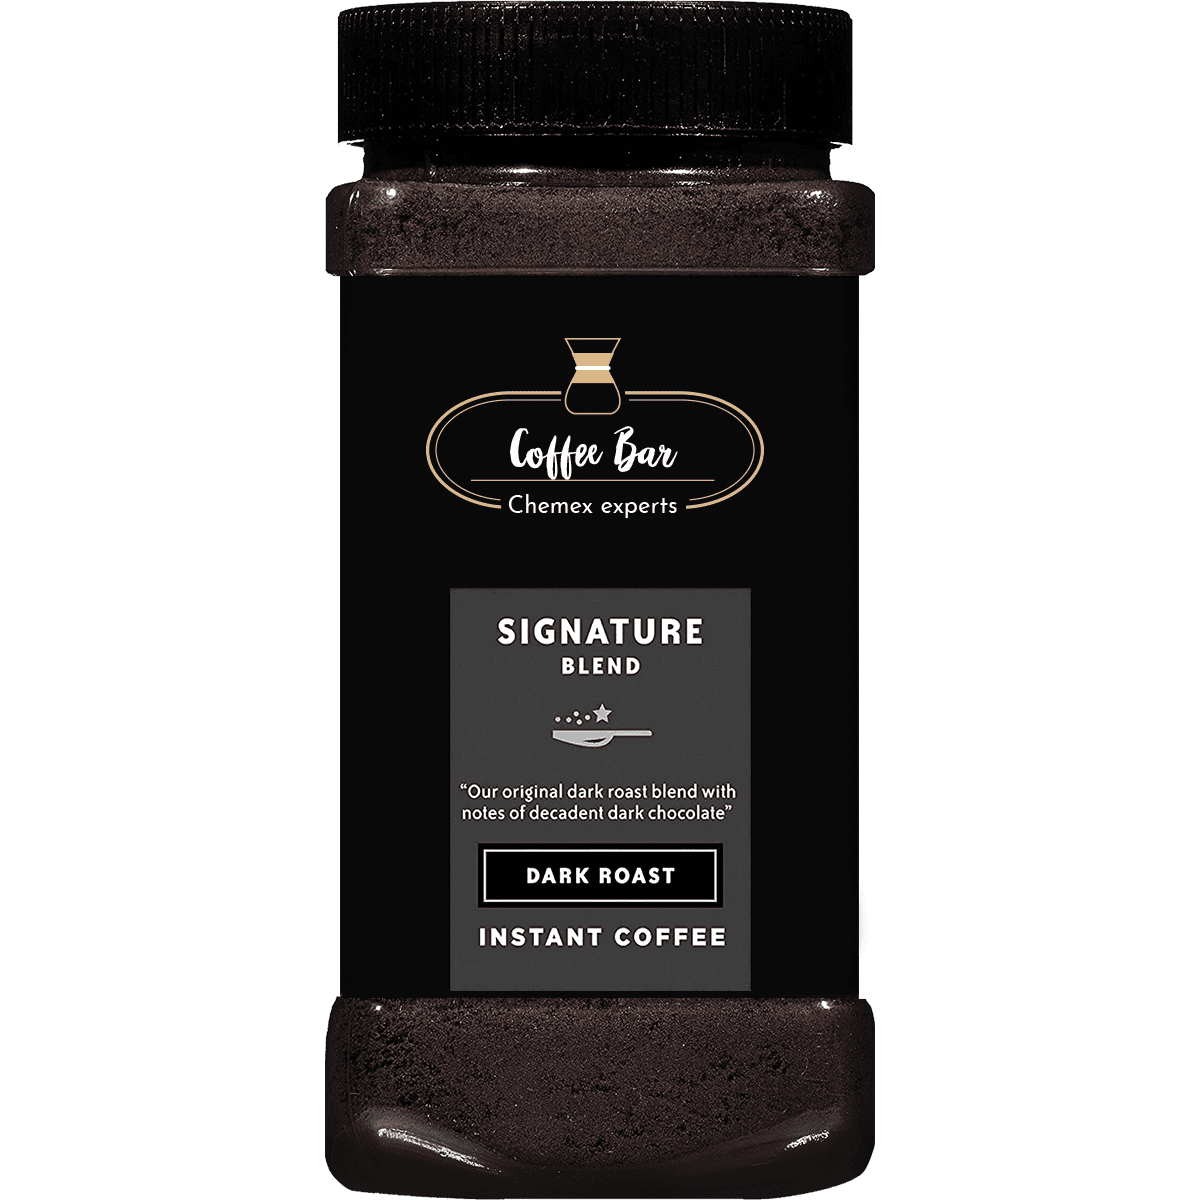 Coffee Bar
Chemex experts
SIGNATURE
BLEND
“Our original dark roast blend with
notes of decadent dark chocolate”
DARK ROAST
INSTANT COFFEE